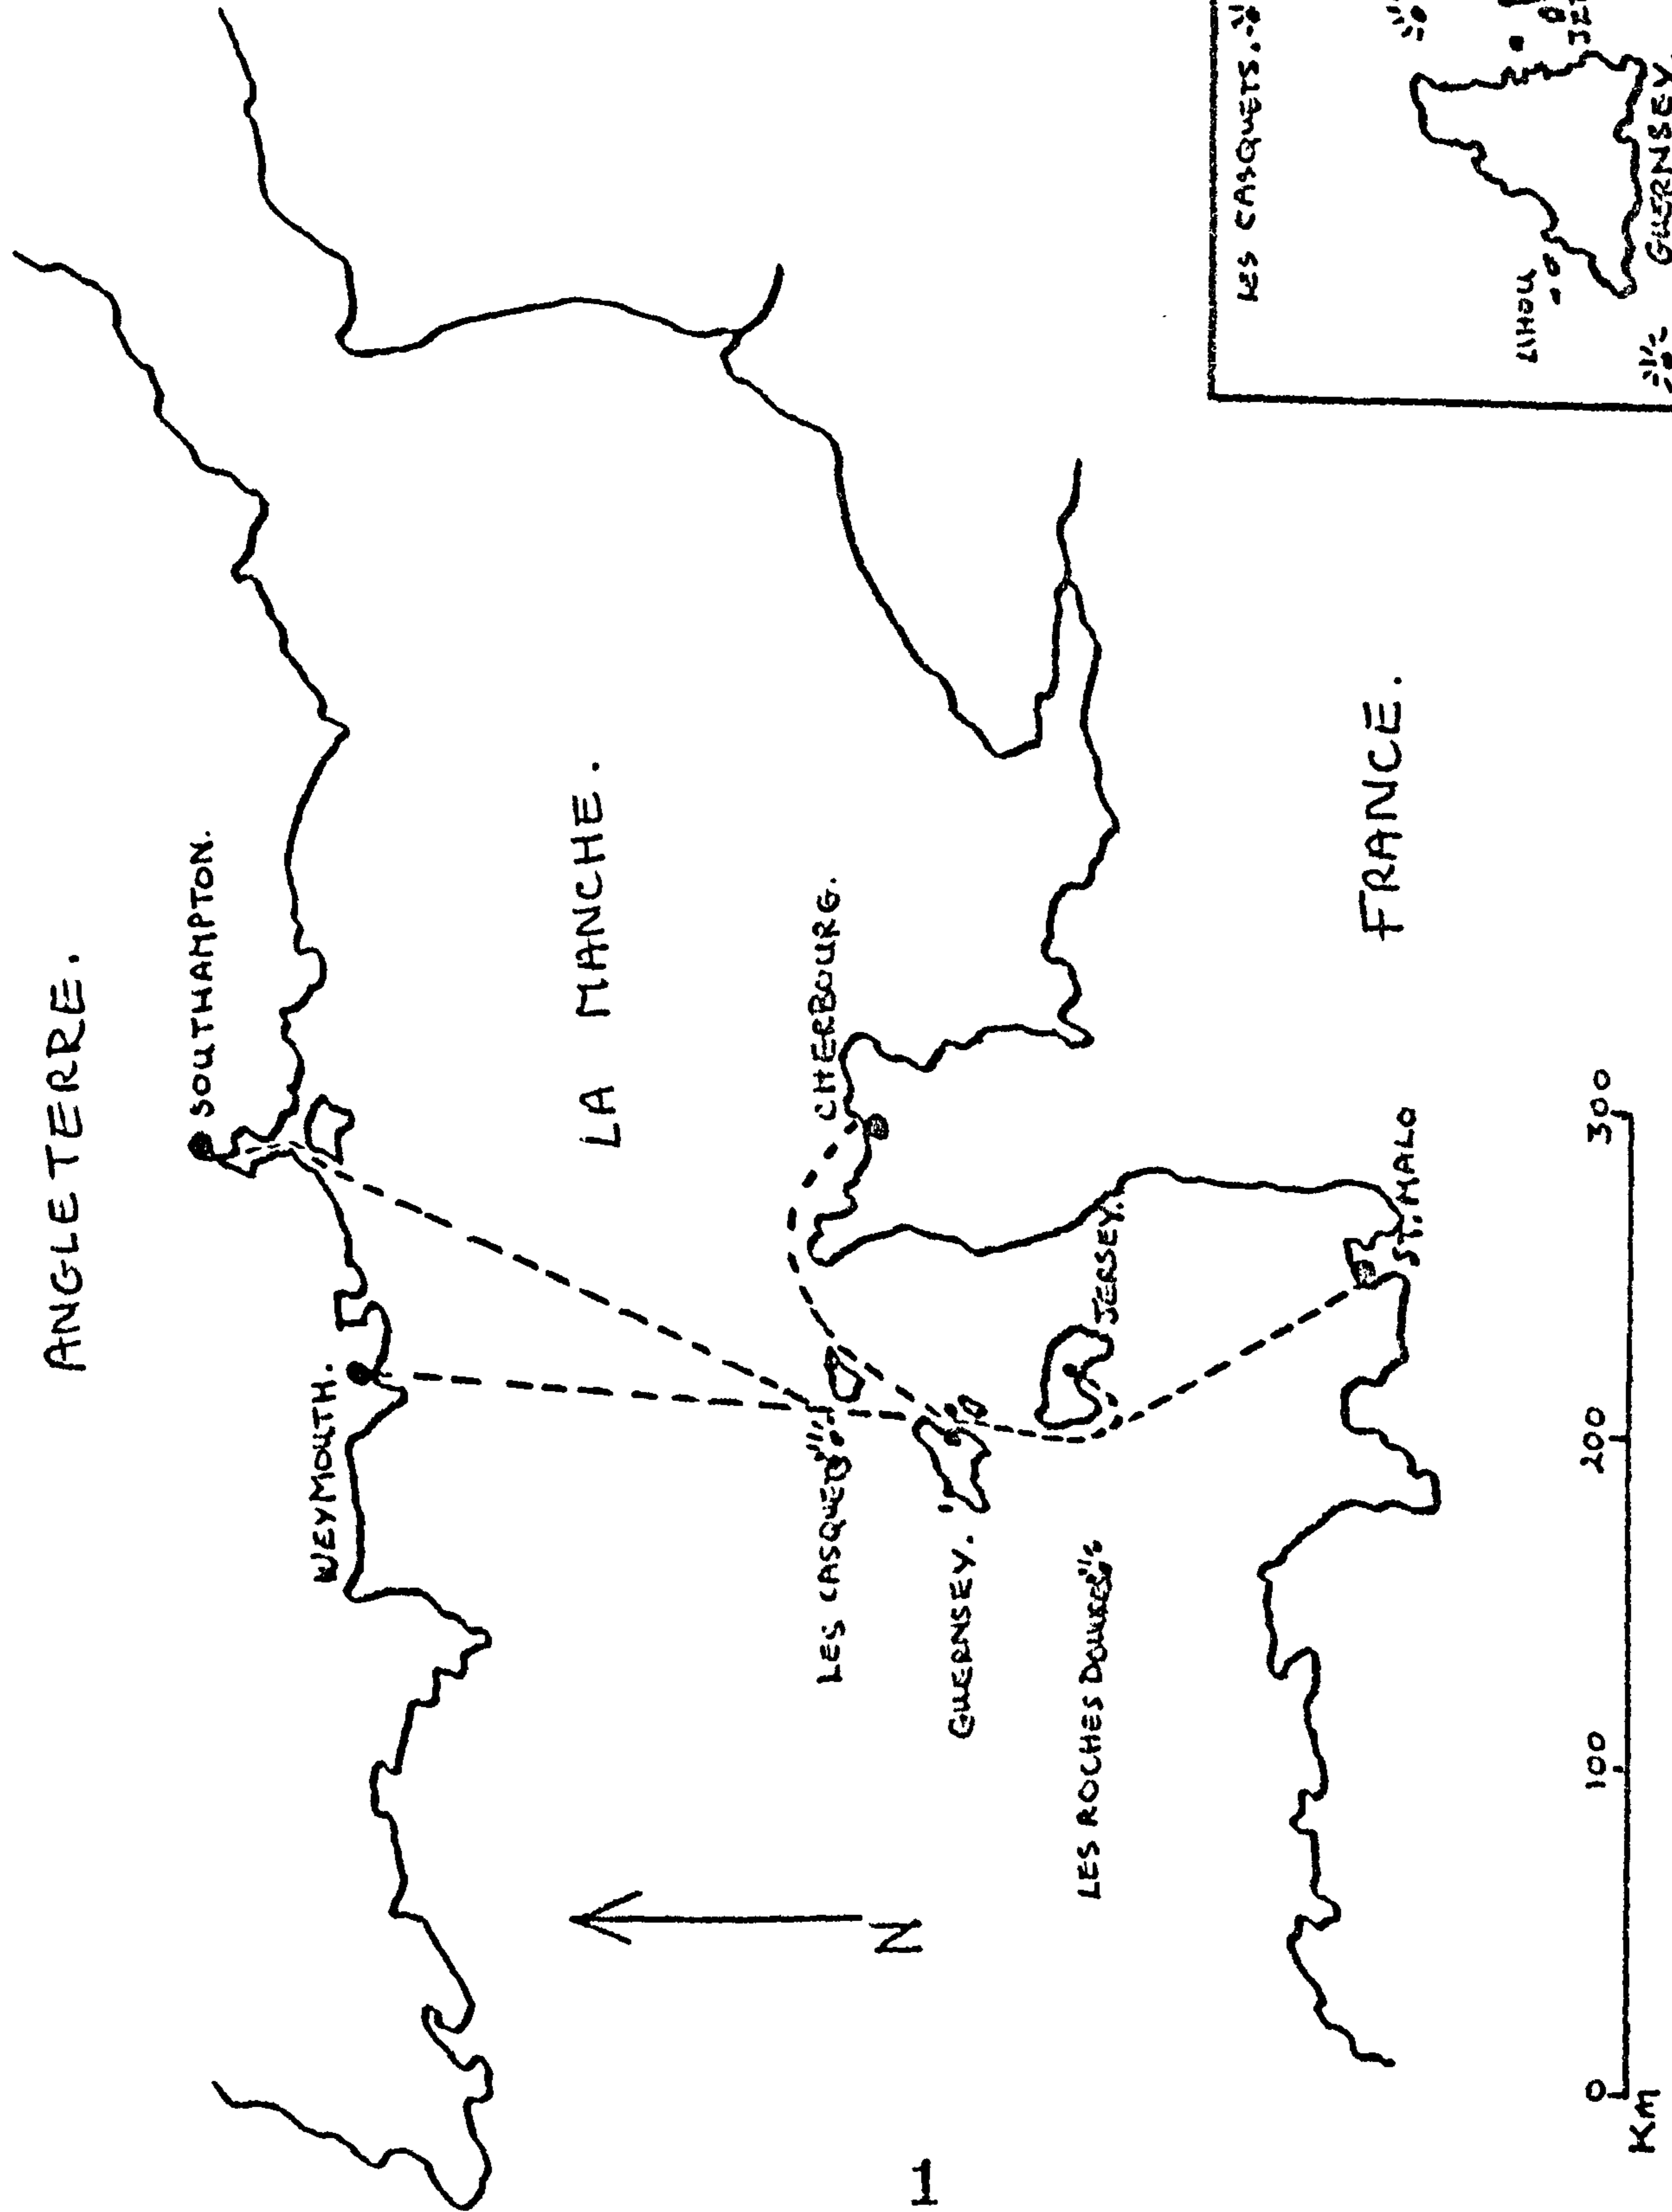 ANGLETERRE.
SOUTHAMPTON.
WEYMOUTH.
LA MANCHE.
CHERBOURG.
LES CASQUETS
GUERNSEY.
JERSEY.
LES ROCHES DOUVRES
ST. MALO
FRANCE.
N
KM
0 100 200 300
LES CASQUETS.
LIHOU
GUERNSEY.
1